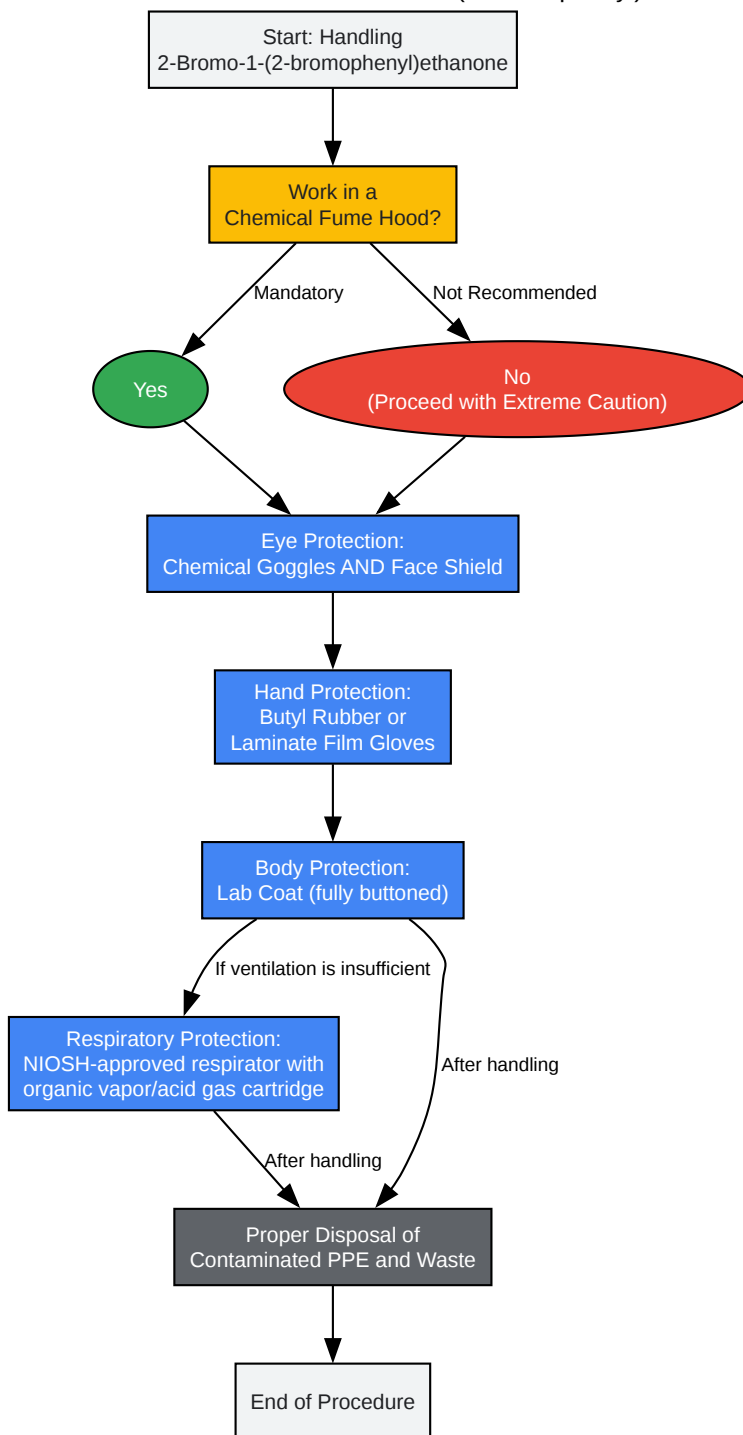 Start: Handling
2-Bromo-1-(2-bromophenyl)ethanone
Work in a
Chemical Fume Hood?
Mandatory
Not Recommended
Yes
No
(Proceed with Extreme Caution)
Eye Protection:
Chemical Goggles AND Face Shield
Hand Protection:
Butyl Rubber or
Laminate Film Gloves
Body Protection:
Lab Coat (fully buttoned)
If ventilation is insufficient
Respiratory Protection:
NIOSH-approved respirator with
organic vapor/acid gas cartridge
After handling
After handling
Proper Disposal of
Contaminated PPE and Waste
End of Procedure